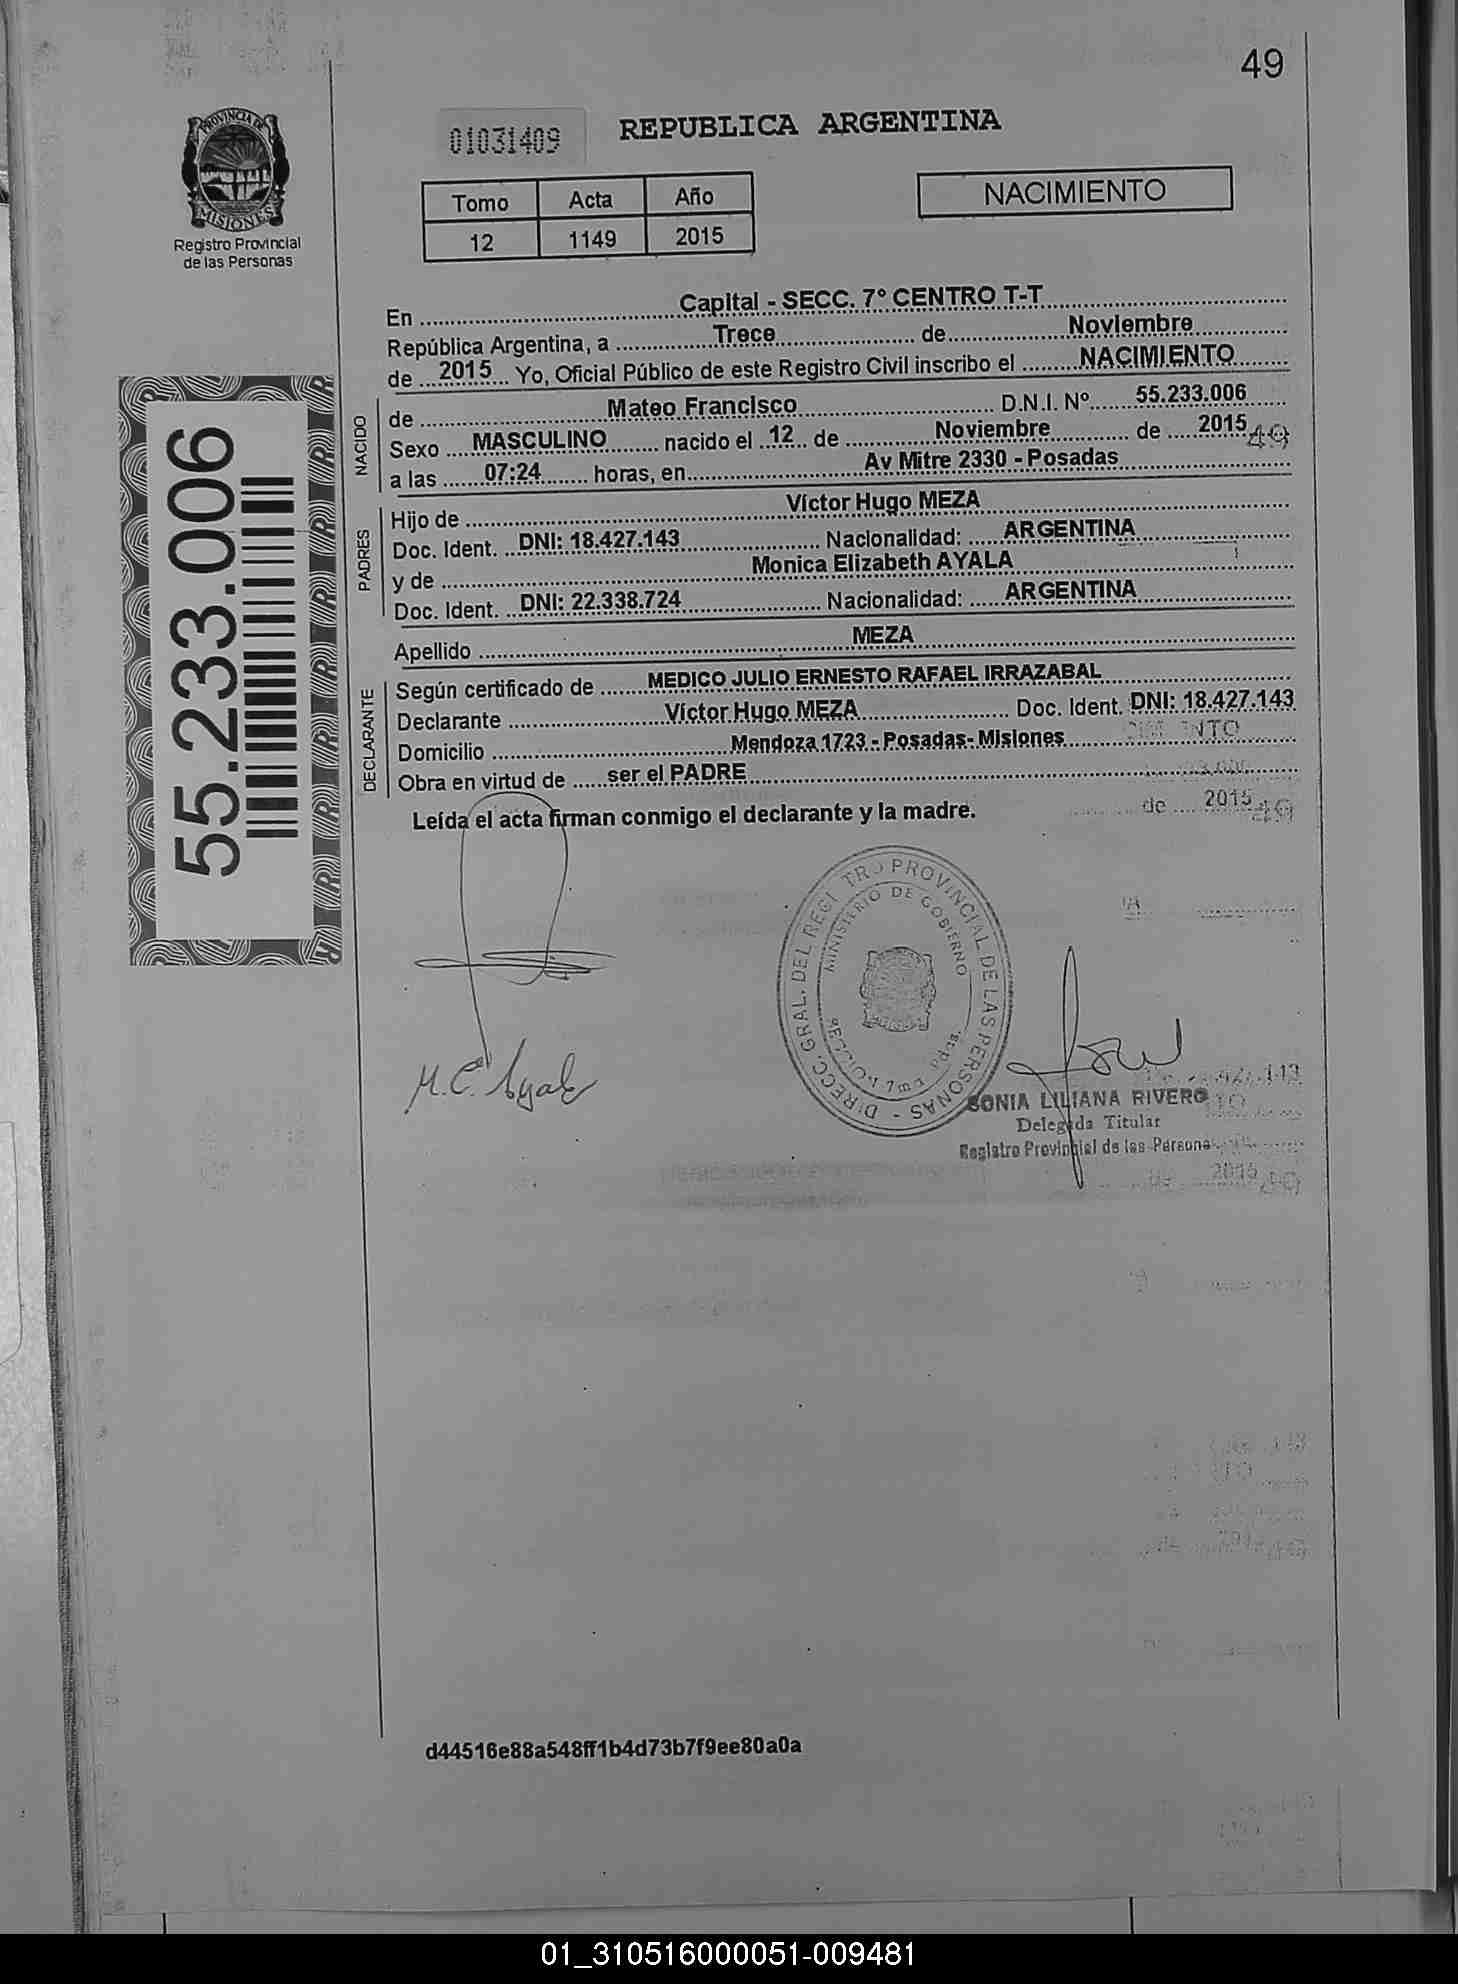 49
PROVINCIA DE
MISIONES
Registro Provincial
de las Personas
01031409
REPUBLICA ARGENTINA
Tomo Acta Año
12 1149 2015
NACIMIENTO
En Capital - SECC. 7° CENTRO T-T
República Argentina, a Trece de Noviembre
de 2015 Yo, Oficial Público de este Registro Civil inscribo el NACIMIENTO
NACIDO
de Mateo Francisco D.N.I. Nº 55.233.006
Sexo MASCULINO nacido el 12 de Noviembre de 2015 49
a las 07:24 horas, en Av Mitre 2330 - Posadas
PADRES
Hijo de Víctor Hugo MEZA
Doc. Ident. DNI: 18.427.143 Nacionalidad: ARGENTINA
y de Monica Elizabeth AYALA
Doc. Ident. DNI: 22.338.724 Nacionalidad: ARGENTINA
Apellido MEZA
DECLARANTE
Según certificado de MEDICO JULIO ERNESTO RAFAEL IRRAZABAL
Declarante Víctor Hugo MEZA Doc. Ident. DNI: 18.427.143
Domicilio Mendoza 1723 - Posadas- Misiones
Obra en virtud de ser el PADRE
Leída el acta firman conmigo el declarante y la madre.
de 2015 49
55.233.006
DIRECC. GRAL. DEL REGI TRO PROVINCIAL DE LAS PERSONAS -
MINISTERIO DE GOBIERNO
M.E. Ayala
SONIA LILIANA RIVERO
Delegada Titular
Registro Provincial de las Persona
2015
d44516e88a548ff1b4d73b7f9ee80a0a
01_310516000051-009481